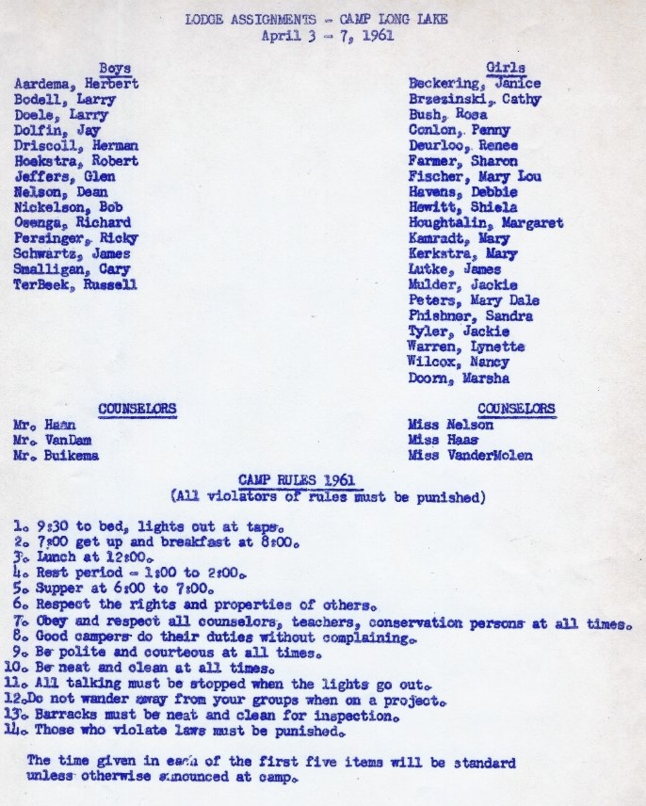 LODGE ASSIGNMENTS - CAMP LONG LAKE
April 3 - 7, 1961
Boys
Aardema, Herbert
Bodell, Larry
Doele, Larry
Dolfin, Jay
Driscoll, Herman
Hoekstra, Robert
Jeffers, Glen
Nelson, Dean
Nickelson, Bob
Osenga, Richard
Persinger, Ricky
Schwartz, James
Smalligan, Cary
TerBeek, Russell
Girls
Beckering, Janice
Brzezinski, Cathy
Bush, Rosa
Conlon, Penny
Deurloo, Renee
Farmer, Sharon
Fischer, Mary Lou
Havens, Debbie
Hewitt, Shiela
Houghtalin, Margaret
Kamradt, Mary
Kerkstra, Mary
Lutke, James
Mulder, Jackie
Peters, Mary Dale
Phishner, Sandra
Tyler, Jackie
Warren, Lynette
Wilcox, Nancy
Doorn, Marsha
COUNSELORS
Mr. Haan
Mr. VanDam
Mr. Buikema
COUNSELORS
Miss Nelson
Miss Haas
Miss VanderMolen
CAMP RULES 1961
(All violators of rules must be punished)
1. 9:30 to bed, lights out at taps.
2. 7:00 get up and breakfast at 8:00.
3. Lunch at 12:00.
4. Rest period - 1:00 to 2:00.
5. Supper at 6:00 to 7:00.
6. Respect the rights and properties of others.
7. Obey and respect all counselors, teachers, conservation persons at all times.
8. Good campers do their duties without complaining.
9. Be polite and courteous at all times.
10. Be neat and clean at all times.
11. All talking must be stopped when the lights go out.
12.Do not wander away from your groups when on a project.
13. Barracks must be neat and clean for inspection.
14. Those who violate laws must be punished.
The time given in each of the first five items will be standard
unless otherwise announced at camp.